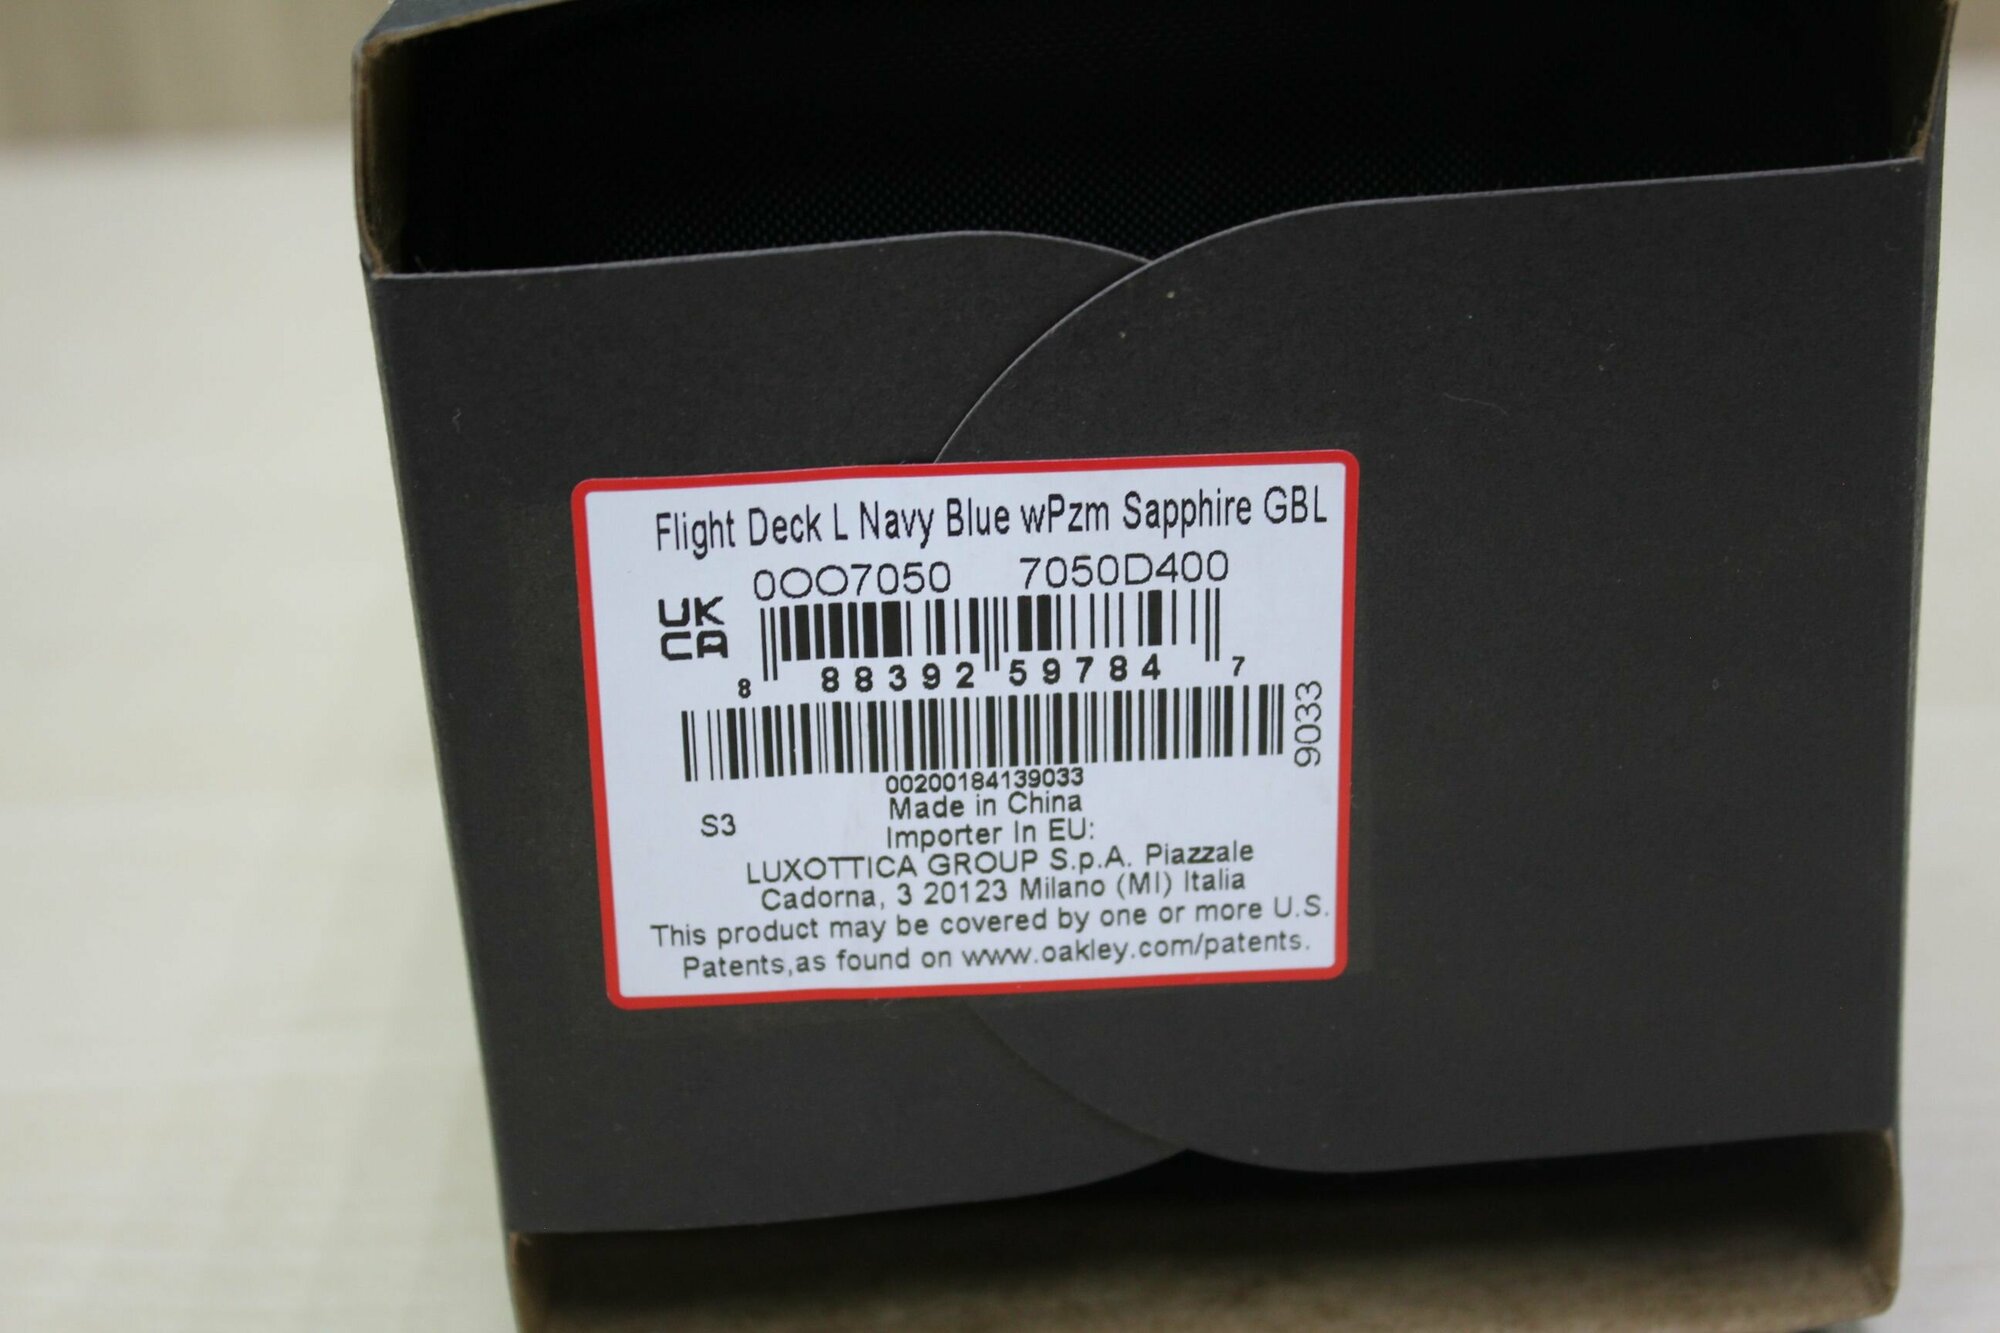 Flight Deck L Navy Blue wPzm Sapphire GBL
0OO7050 7050D400
UK
CA
8 88392 59784 7
9033
00200184139033
S3
Made in China
Importer In EU:
LUXOTTICA GROUP S.p.A. Piazzale
Cadorna, 3 20123 Milano (MI) Italia
This product may be covered by one or more U.S.
Patents,as found on www.oakley.com/patents.